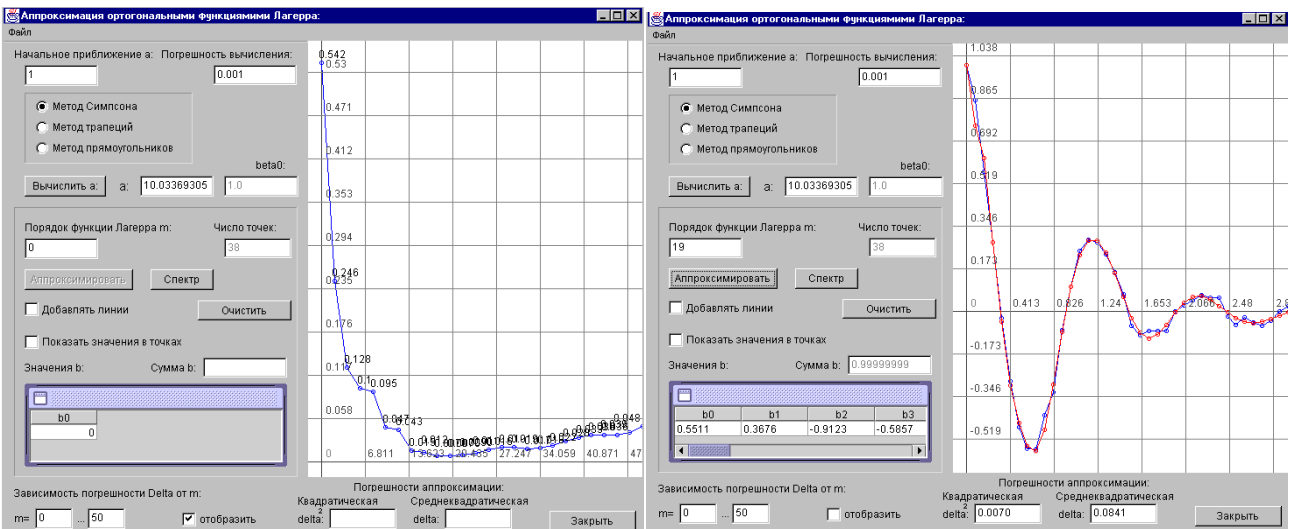 Аппроксимация ортогональными функциямими Лагерра:
Файл
Начальное приближение a: Погрешность вычисления:
1 0.001
Метод Симпсона
Метод трапеций
Метод прямоугольников
beta0:
Вычислить a: a: 10.03369305 1.0
Порядок функции Лагерра m: Число точек:
0 38
Аппроксимировать Спектр
Добавлять линии Очистить
Показать значения в точках
Значения b: Сумма b:
b0
0
Зависимость погрешности Delta от m:
m= 0 ... 50 отобразить
Погрешности аппроксимации:
Квадратическая Среднеквадратическая
delta:2 delta: Закрыть
0.542
0.53
0.471
0.412
0.353
0.294
0.246
0.235
0.176
0.128
0.1 0.095
0.058
0.047
0.043
0 6.811 27.247 34.059 40.871 47
0.048
Аппроксимация ортогональными функциямими Лагерра:
Файл
Начальное приближение a: Погрешность вычисления:
1 0.001
Метод Симпсона
Метод трапеций
Метод прямоугольников
beta0:
Вычислить a: a: 10.03369305 1.0
Порядок функции Лагерра m: Число точек:
19 38
Аппроксимировать Спектр
Добавлять линии Очистить
Показать значения в точках
Значения b: Сумма b: 0.99999999
b0 b1 b2 b3
0.5511 0.3676 -0.9123 -0.5857
Зависимость погрешности Delta от m:
m= 0 ... 50 отобразить
Погрешности аппроксимации:
Квадратическая Среднеквадратическая
delta:2 0.0070 delta: 0.0841 Закрыть
1.038
0.865
0.692
0.519
0.346
0.173
0 0.413 0.826 1.24 1.653 2.066 2.48
-0.173
-0.346
-0.519